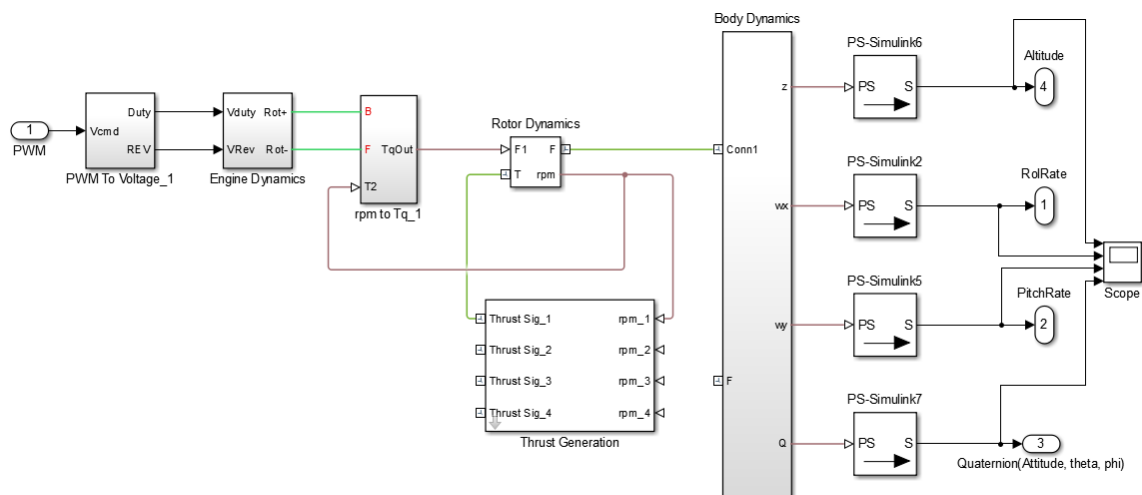 Body Dynamics
PS-Simulink6
PS
S
Altitude
4
z
1
PWM
Vcmd
Duty
REV
PWM To Voltage_1
Vduty
Rot+
VRev
Rot-
Engine Dynamics
B
F
TqOut
T2
rpm to Tq_1
Rotor Dynamics
F1
F
T
rpm
Conn1
PS-Simulink2
PS
S
RolRate
1
wx
Scope
PS-Simulink5
PS
S
PitchRate
2
wy
Thrust Sig_1
rpm_1
Thrust Sig_2
rpm_2
Thrust Sig_3
rpm_3
Thrust Sig_4
rpm_4
Thrust Generation
F
PS-Simulink7
PS
S
Q
3
Quaternion(Attitude, theta, phi)